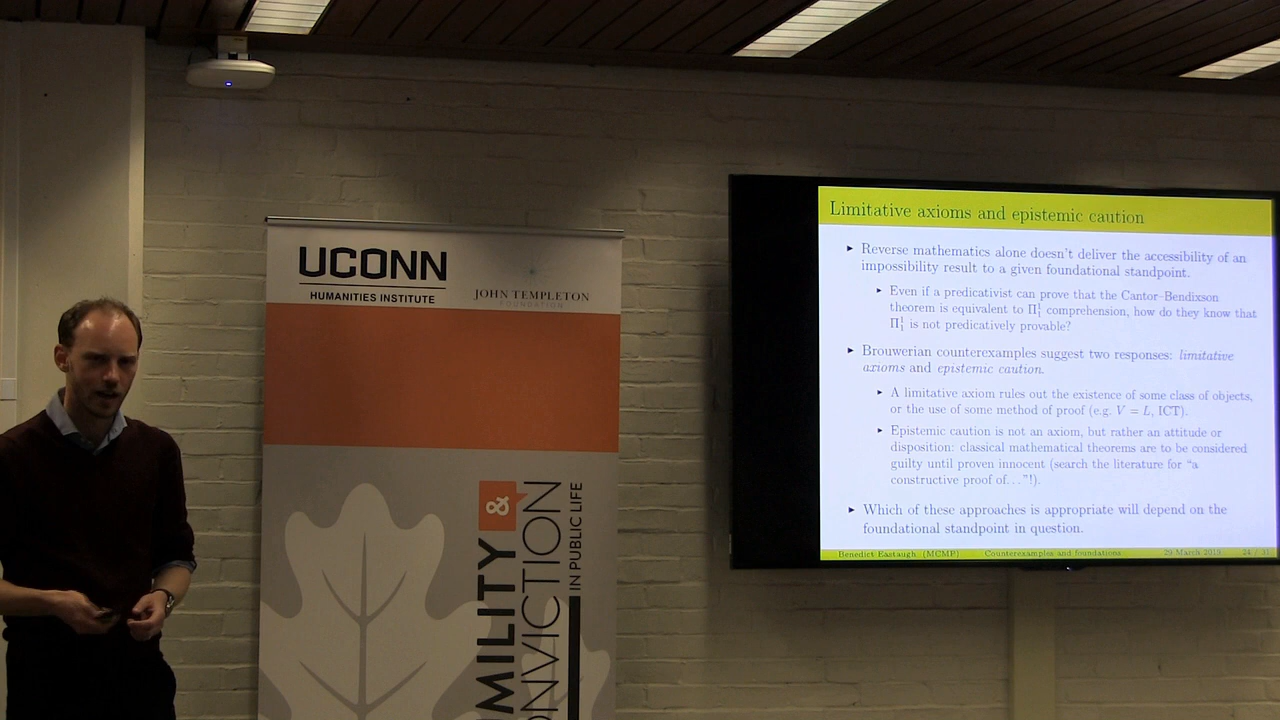 UCONN
HUMANITIES INSTITUTE
JOHN TEMPLETON
FOUNDATION
MILITY &
ONVICTION
IN PUBLIC LIFE
Limitative axioms and epistemic caution
▶ Reverse mathematics alone doesn't deliver the accessibility of an
impossibility result to a given foundational standpoint.
▶ Even if a predicativist can prove that the Cantor–Bendixson
theorem is equivalent to Π¹₁ comprehension, how do they know that
Π¹₁ is not predicatively provable?
▶ Brouwerian counterexamples suggest two responses: limitative
axioms and epistemic caution.
▶ A limitative axiom rules out the existence of some class of objects,
or the use of some method of proof (e.g. V = L, ICT).
▶ Epistemic caution is not an axiom, but rather an attitude or
disposition: classical mathematical theorems are to be considered
guilty until proven innocent (search the literature for “a
constructive proof of. . . ”!).
▶ Which of these approaches is appropriate will depend on the
foundational standpoint in question.
Benedict Eastaugh (MCMP) Counterexamples and foundations 29 March 2019 24 / 31